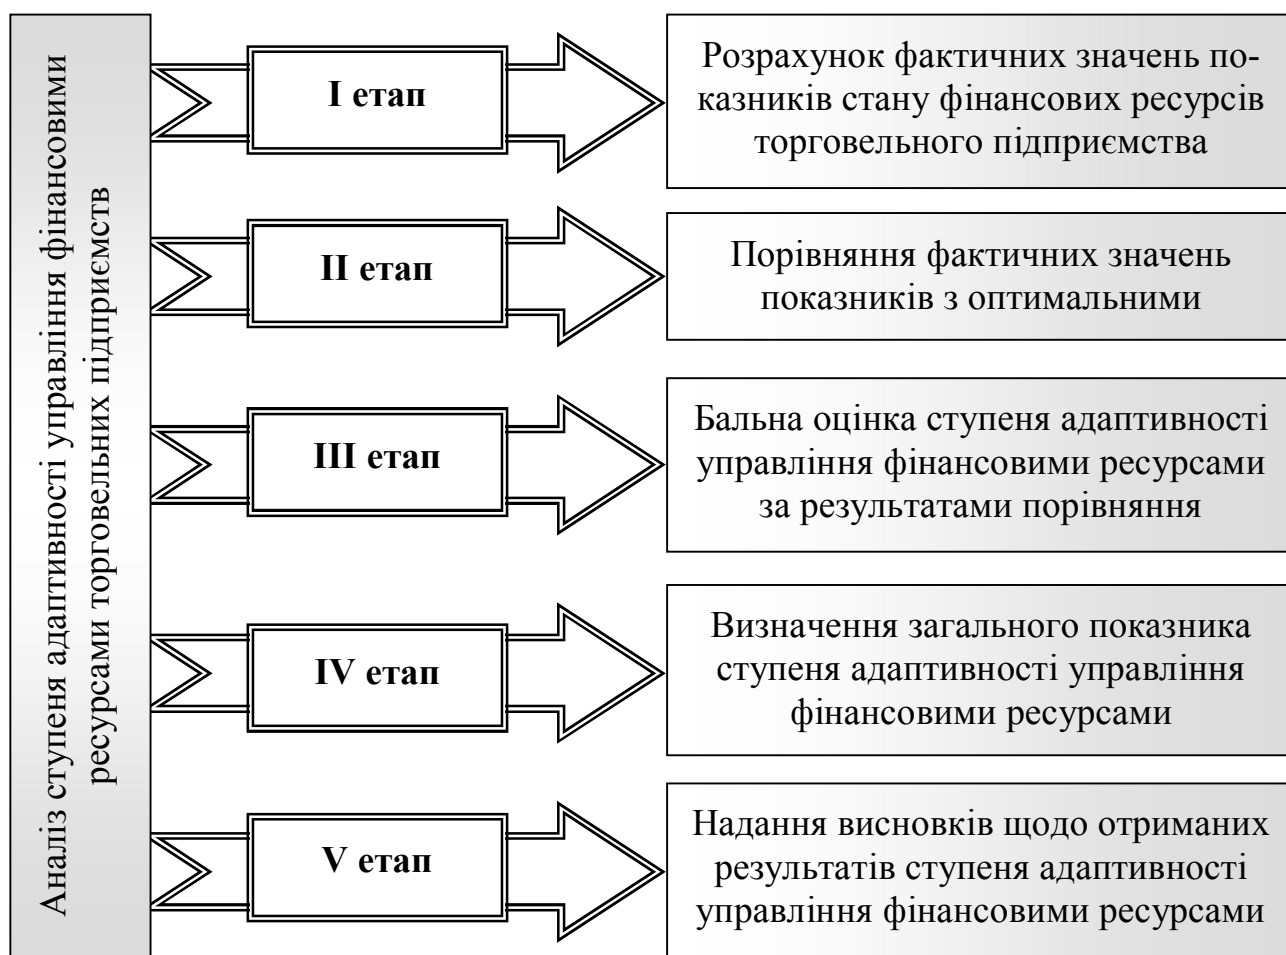 Аналіз ступеня адаптивності управління фінансовими
ресурсами торговельних підприємств
I етап
Розрахунок фактичних значень по-
казників стану фінансових ресурсів
торговельного підприємства
II етап
Порівняння фактичних значень
показників з оптимальними
III етап
Бальна оцінка ступеня адаптивності
управління фінансовими ресурсами
за результатами порівняння
IV етап
Визначення загального показника
ступеня адаптивності управління
фінансовими ресурсами
V етап
Надання висновків щодо отриманих
результатів ступеня адаптивності
управління фінансовими ресурсами